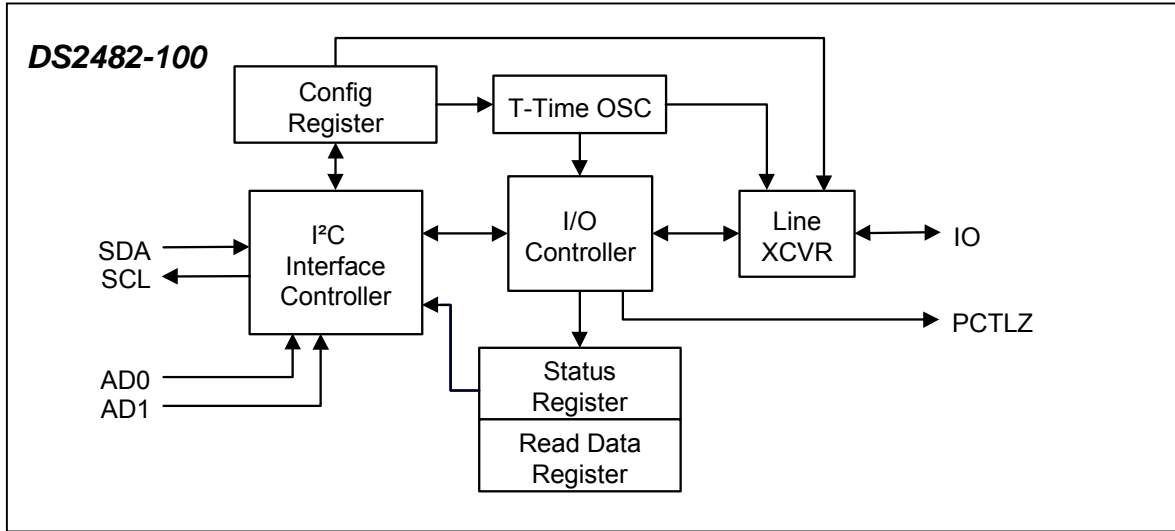 DS2482-100
Config
Register
T-Time OSC
SDA
SCL
I²C
Interface
Controller
I/O
Controller
Line
XCVR
IO
PCTLZ
AD0
AD1
Status
Register
Read Data
Register